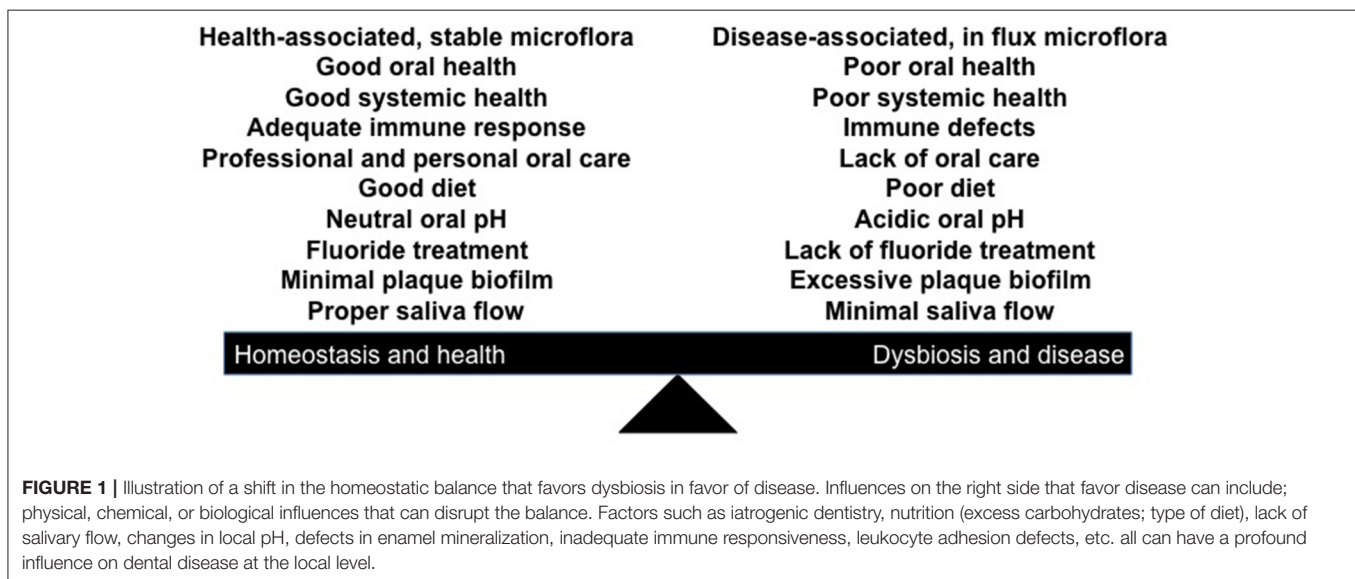 Health-associated, stable microflora
Good oral health
Good systemic health
Adequate immune response
Professional and personal oral care
Good diet
Neutral oral pH
Fluoride treatment
Minimal plaque biofilm
Proper saliva flow
Disease-associated, in flux microflora
Poor oral health
Poor systemic health
Immune defects
Lack of oral care
Poor diet
Acidic oral pH
Lack of fluoride treatment
Excessive plaque biofilm
Minimal saliva flow
Homeostasis and health
Dysbiosis and disease
FIGURE 1 | Illustration of a shift in the homeostatic balance that favors dysbiosis in favor of disease. Influences on the right side that favor disease can include;
physical, chemical, or biological influences that can disrupt the balance. Factors such as iatrogenic dentistry, nutrition (excess carbohydrates; type of diet), lack of
salivary flow, changes in local pH, defects in enamel mineralization, inadequate immune responsiveness, leukocyte adhesion defects, etc. all can have a profound
influence on dental disease at the local level.